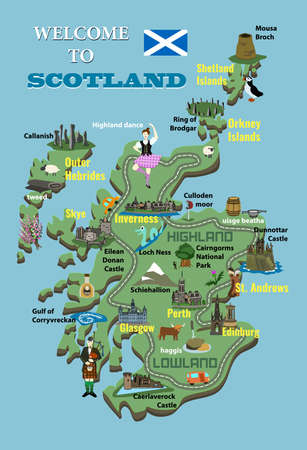 WELCOME
TO
SCOTLAND
Mousa
Broch
Shetland
Islands
Highland dance
Ring of
Brodgar
Orkney
Islands
Callanish
Outer
Hebrides
tweed
Skye
Inverness
Culloden
moor
uisge beatha
HIGHLAND
Dunnottar
Castle
Eilean
Donan
Castle
Loch Ness
Cairngorms
National
Park
Schiehallion
St. Andrews
Gulf of
Corryvreckan
Perth
Glasgow
Edinburg
haggis
LOWLAND
Caerlaverock
Castle